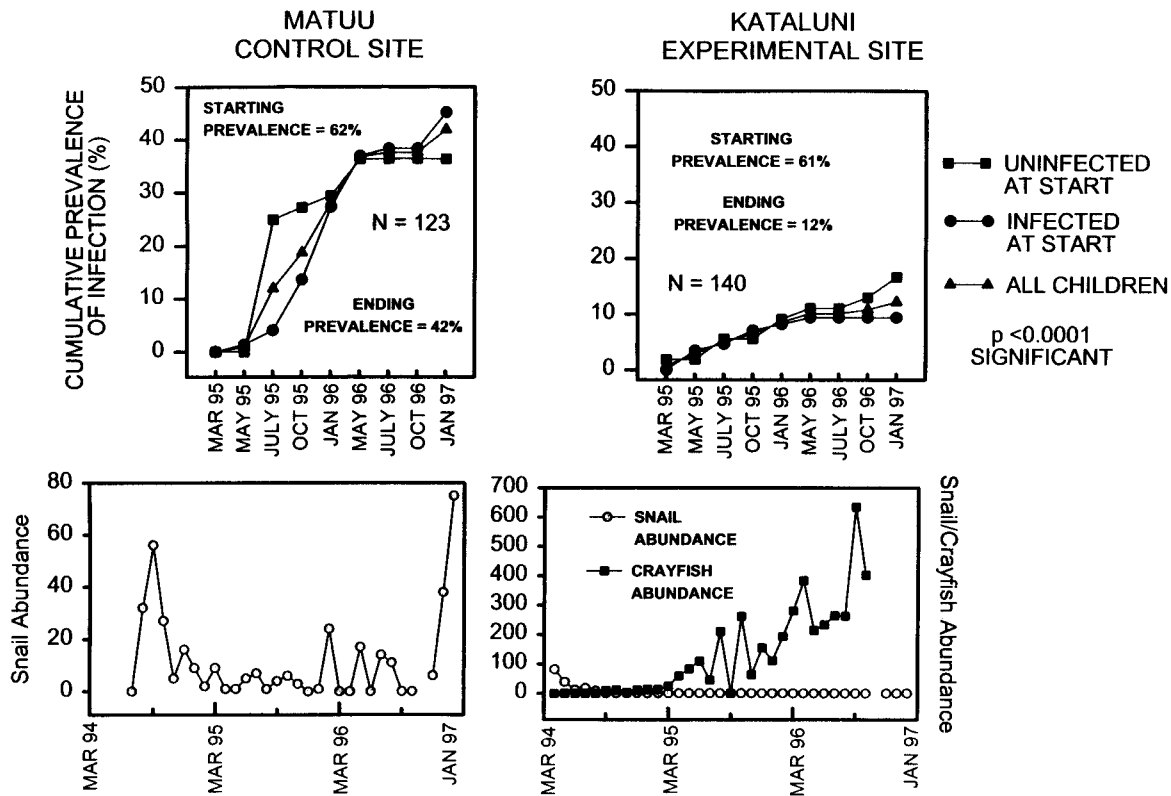 MATUU
CONTROL SITE
KATALUNI
EXPERIMENTAL SITE
CUMULATIVE PREVALENCE
OF INFECTION (%)
50
40
30
20
10
0
STARTING
PREVALENCE = 62%
N = 123
ENDING
PREVALENCE = 42%
MAR 95
MAY 95
JULY 95
OCT 95
JAN 96
MAY 96
JULY 96
OCT 96
JAN 97
50
40
30
20
10
0
STARTING
PREVALENCE = 61%
ENDING
PREVALENCE = 12%
N = 140
MAR 95
MAY 95
JULY 95
OCT 95
JAN 96
MAY 96
JULY 96
OCT 96
JAN 97
UNINFECTED
AT START
INFECTED
AT START
ALL CHILDREN
p <0.0001
SIGNIFICANT
Snail Abundance
80
60
40
20
0
MAR 94
MAR 95
MAR 96
JAN 97
700
600
500
400
300
200
100
0
SNAIL
ABUNDANCE
CRAYFISH
ABUNDANCE
MAR 94
MAR 95
MAR 96
JAN 97
Snail/Crayfish Abundance